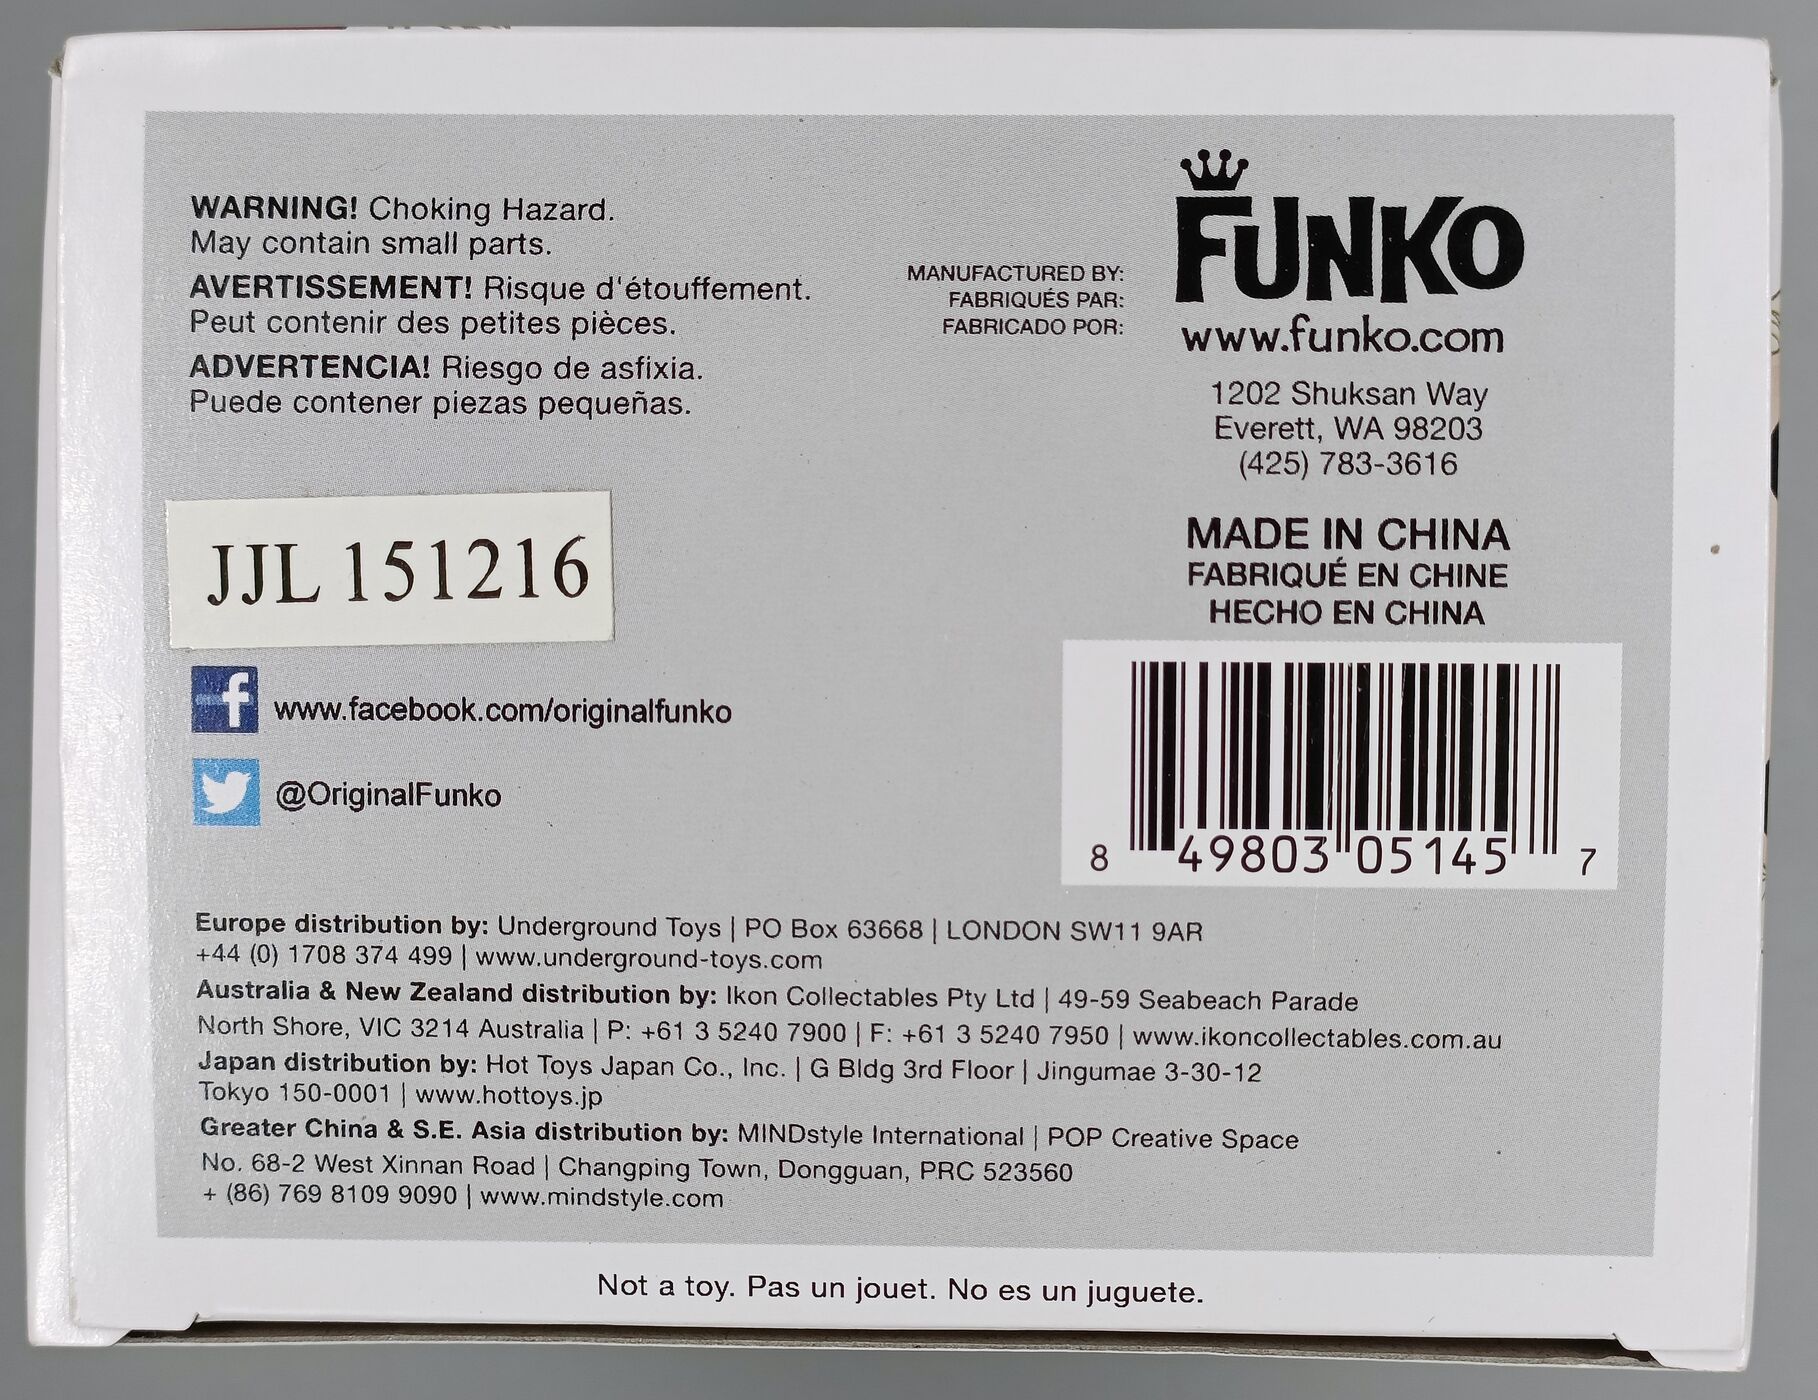 WARNING! Choking Hazard.
May contain small parts.
AVERTISSEMENT! Risque d'étouffement.
Peut contenir des petites pièces.
ADVERTENCIA! Riesgo de asfixia.
Puede contener piezas pequeñas.
MANUFACTURED BY:
FABRIQUÉS PAR:
FABRICADO POR:
FUNKO
www.funko.com
1202 Shuksan Way
Everett, WA 98203
(425) 783-3616
MADE IN CHINA
FABRIQUÉ EN CHINE
HECHO EN CHINA
JJL 151216
f www.facebook.com/originalfunko
@OriginalFunko
8 49803 05145 7
Europe distribution by: Underground Toys | PO Box 63668 | LONDON SW11 9AR
+44 (0) 1708 374 499 | www.underground-toys.com
Australia & New Zealand distribution by: Ikon Collectables Pty Ltd | 49-59 Seabeach Parade
North Shore, VIC 3214 Australia | P: +61 3 5240 7900 | F: +61 3 5240 7950 | www.ikoncollectables.com.au
Japan distribution by: Hot Toys Japan Co., Inc. | G Bldg 3rd Floor | Jingumae 3-30-12
Tokyo 150-0001 | www.hottoys.jp
Greater China & S.E. Asia distribution by: MINDstyle International | POP Creative Space
No. 68-2 West Xinnan Road | Changping Town, Dongguan, PRC 523560
+ (86) 769 8109 9090 | www.mindstyle.com
Not a toy. Pas un jouet. No es un juguete.